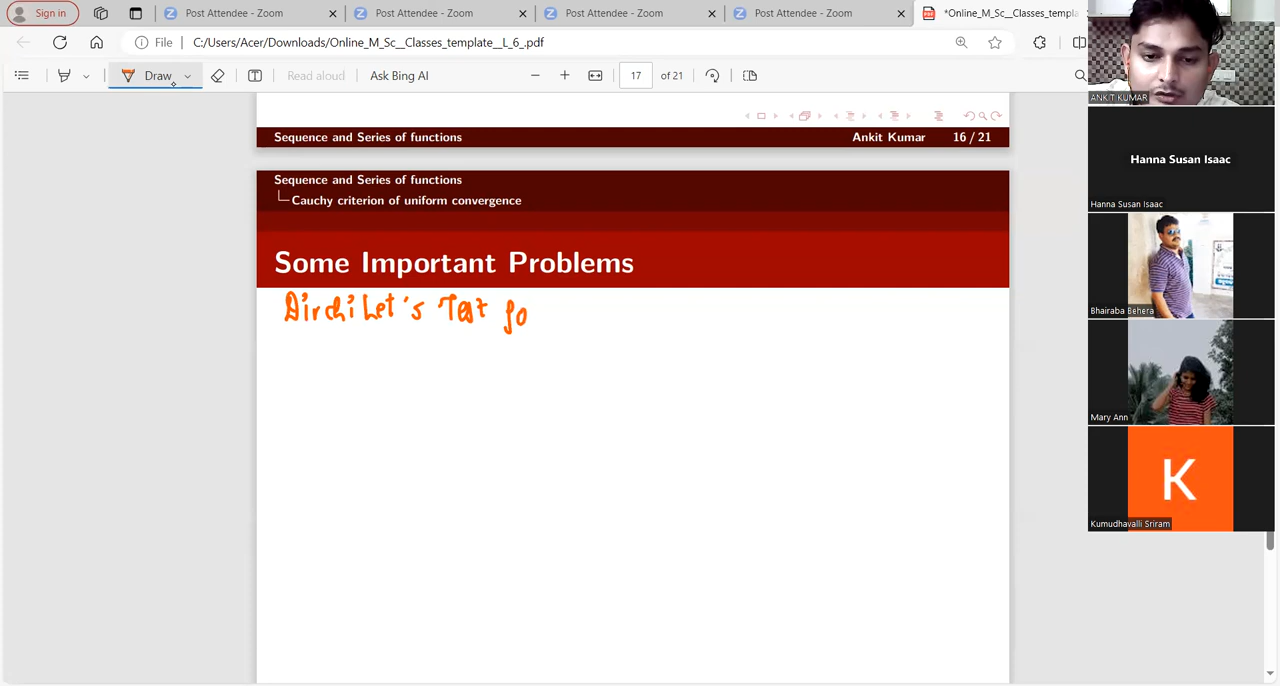 Sign in
Post Attendee - Zoom
Post Attendee - Zoom
Post Attendee - Zoom
Post Attendee - Zoom
*Online_M_Sc__Classes_templa
File
C:/Users/Acer/Downloads/Online_M_Sc__Classes_template__L_6_.pdf
Draw
Read aloud
Ask Bing AI
17 of 21
Sequence and Series of functions Ankit Kumar 16 / 21
Sequence and Series of functions
Cauchy criterion of uniform convergence
Some Important Problems
DirchiLet's Test fo
ANKIT KUMAR
Hanna Susan Isaac
Hanna Susan Isaac
Bhairaba Behera
Mary Ann
K
Kumudhavalli Sriram